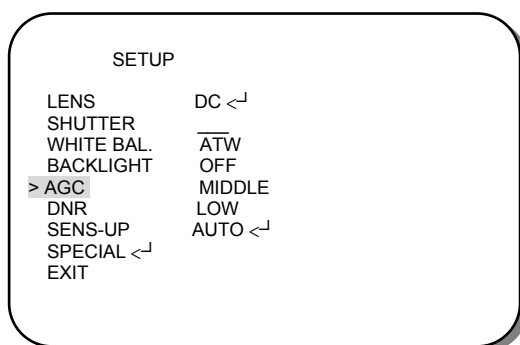 SETUP
LENS DC ↵
SHUTTER ___
WHITE BAL. ATW
BACKLIGHT OFF
> AGC MIDDLE
DNR LOW
SENS-UP AUTO ↵
SPECIAL ↵
EXIT